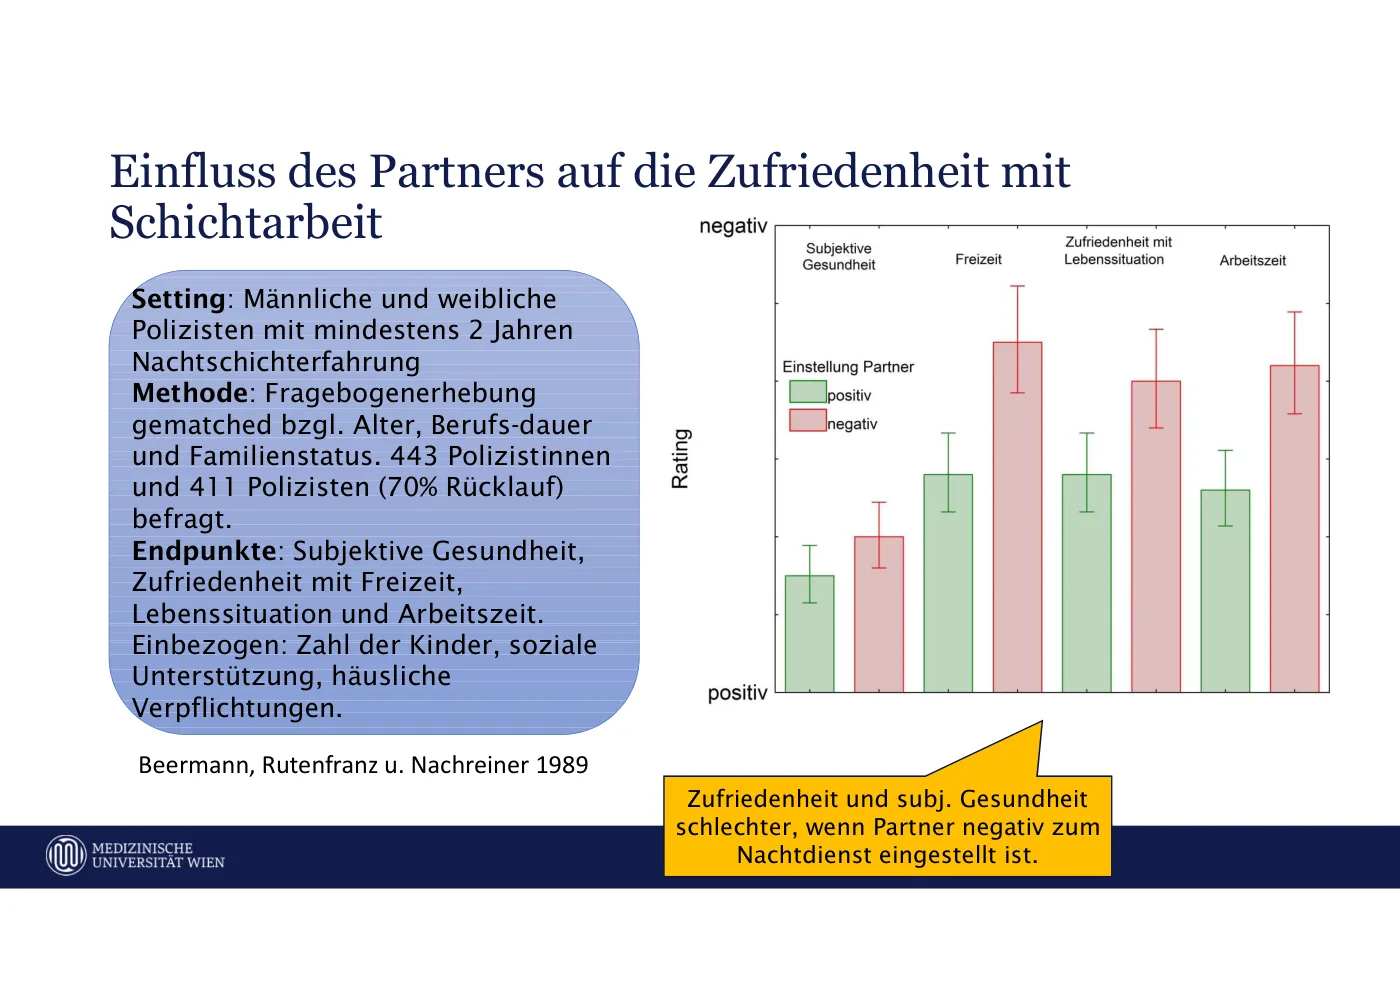 Einfluss des Partners auf die Zufriedenheit mit
Schichtarbeit
Setting: Männliche und weibliche
Polizisten mit mindestens 2 Jahren
Nachtschichterfahrung
Methode: Fragebogenerhebung
gematched bzgl. Alter, Berufs-dauer
und Familienstatus. 443 Polizistinnen
und 411 Polizisten (70% Rücklauf)
befragt.
Endpunkte: Subjektive Gesundheit,
Zufriedenheit mit Freizeit,
Lebenssituation und Arbeitszeit.
Einbezogen: Zahl der Kinder, soziale
Unterstützung, häusliche
Verpflichtungen.
Beermann, Rutenfranz u. Nachreiner 1989
negativ
Subjektive
Gesundheit
Freizeit
Zufriedenheit mit
Lebenssituation
Arbeitszeit
Einstellung Partner
positiv
negativ
Rating
positiv
Zufriedenheit und subj. Gesundheit
schlechter, wenn Partner negativ zum
Nachtdienst eingestellt ist.
MEDIZINISCHE
UNIVERSITÄT WIEN